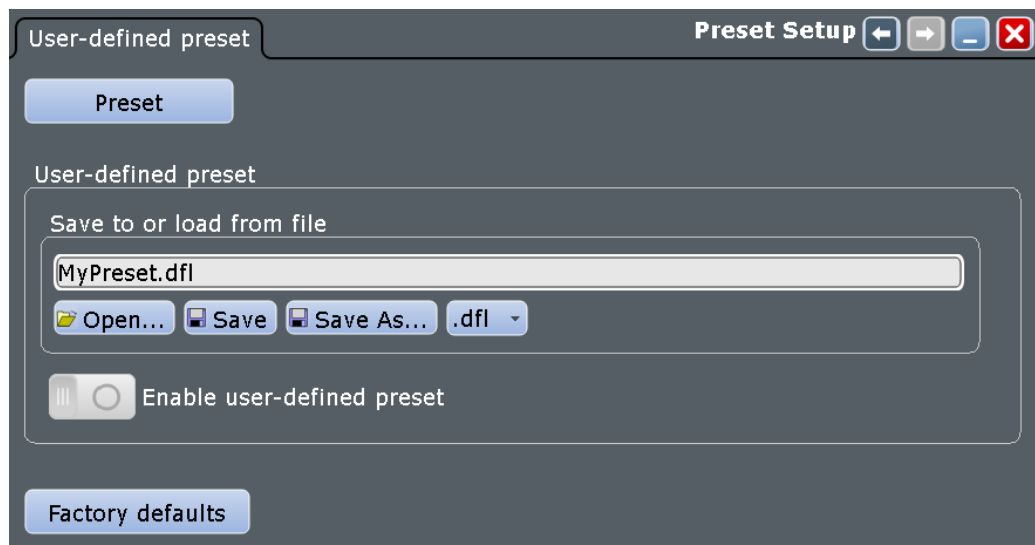 User-defined preset
Preset Setup
Preset
User-defined preset
Save to or load from file
MyPreset.dfl
Open... Save Save As... .dfl
Enable user-defined preset
Factory defaults